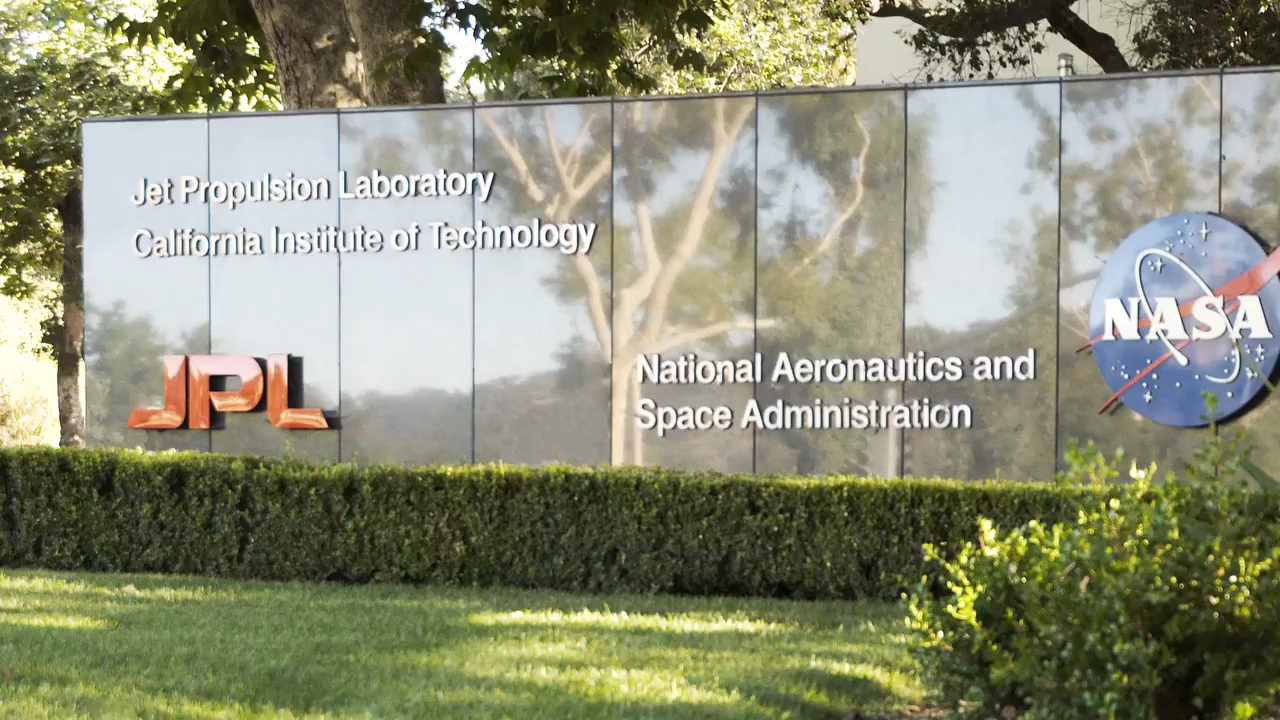 Jet Propulsion Laboratory
California Institute of Technology
JPL
National Aeronautics and
Space Administration
NASA